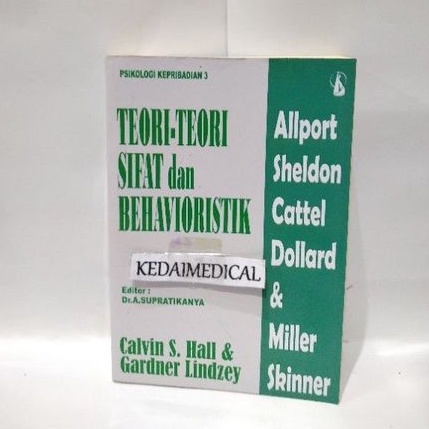 PSIKOLOGI KEPRIBADIAN 3
TEORI-TEORI
SIFAT dan
BEHAVIORISTIK
KEDAIMEDICAL
Editor :
Dr.A.SUPRATIKANYA
Calvin S. Hall &
Gardner Lindzey
Allport
Sheldon
Cattel
Dollard
&
Miller
Skinner